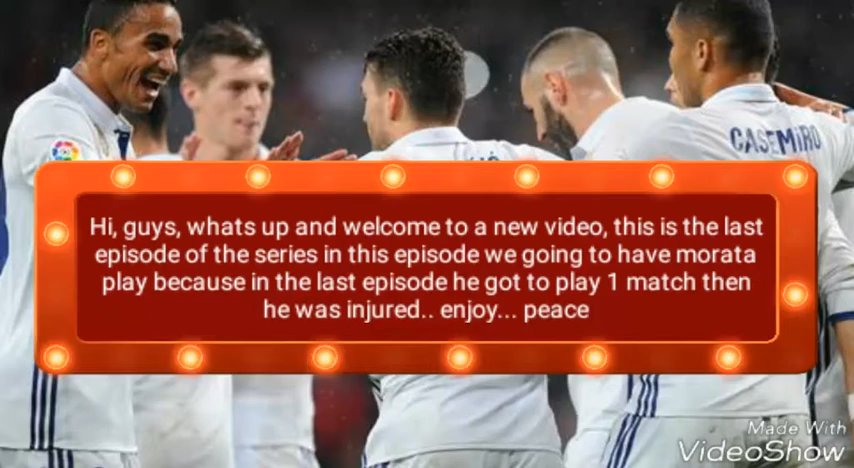 CASEMIRO
Hi, guys, whats up and welcome to a new video, this is the last
episode of the series in this episode we going to have morata
play because in the last episode he got to play 1 match then
he was injured.. enjoy... peace
Made With
VideoShow